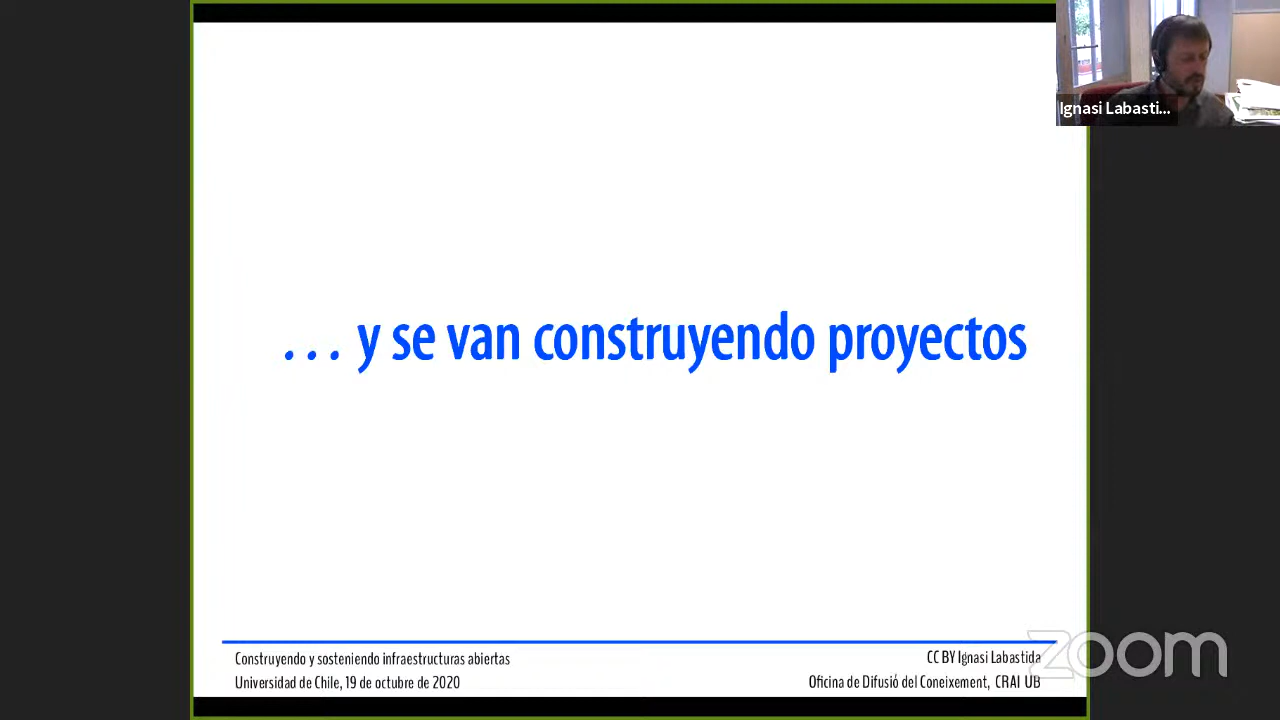 Ignasi Labasti...
... y se van construyendo proyectos
Construyendo y sosteniendo infraestructuras abiertas
Universidad de Chile, 19 de octubre de 2020
CC BY Ignasi Labastida
Oficina de Difusió del Coneixement, CRAI UB
zoom